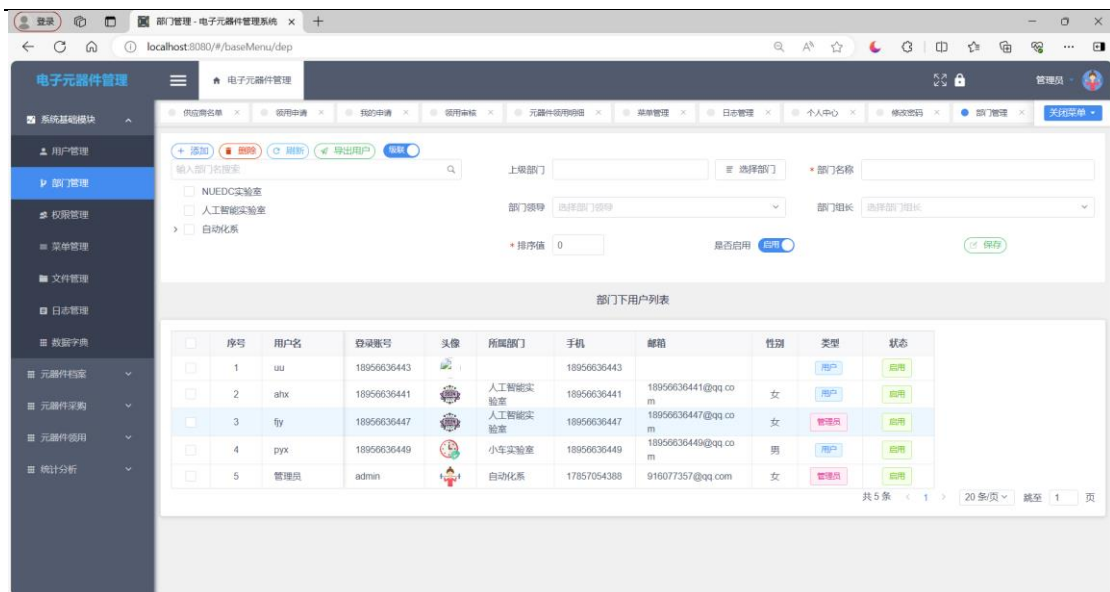 登录
部门管理 - 电子元器件管理系统
localhost:8080/#/baseMenu/dep
电子元器件管理
电子元器件管理
管理员
供应商名单
领用申请
我的申请
领用审核
元器件领用明细
菜单管理
日志管理
个人中心
修改密码
部门管理
关闭菜单
系统基础模块
用户管理
部门管理
权限管理
菜单管理
文件管理
日志管理
数据字典
元器件档案
元器件采购
元器件领用
统计分析
+ 添加 删除 刷新 导出用户 级联
输入部门名搜索
NUEDC实验室
人工智能实验室
自动化系
上级部门 选择部门 * 部门名称
部门领导 选择部门领导 部门组长 选择部门组长
* 排序值 0 是否启用 启用 保存
部门下用户列表
序号 用户名 登录账号 头像 所属部门 手机 邮箱 性别 类型 状态
1 uu 18956636443 18956636443 用户 启用
2 ahx 18956636441 人工智能实验室 18956636441 18956636441@qq.com 女 用户 启用
3 fjy 18956636447 人工智能实验室 18956636447 18956636447@qq.com 女 管理员 启用
4 pyx 18956636449 小车实验室 18956636449 18956636449@qq.com 男 用户 启用
5 管理员 admin 自动化系 17857054388 916077357@qq.com 女 管理员 启用
共 5 条 1 20 条/页 跳至 1 页